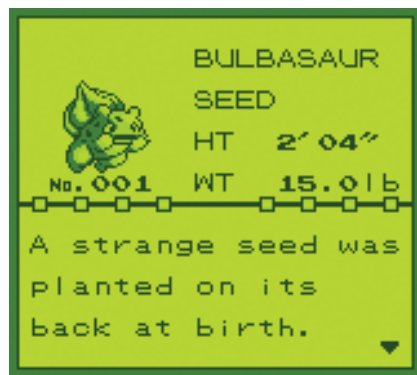 BULBASAUR
SEED
HT 2′04″
No.001 WT 15.0lb
A strange seed was
planted on its
back at birth.